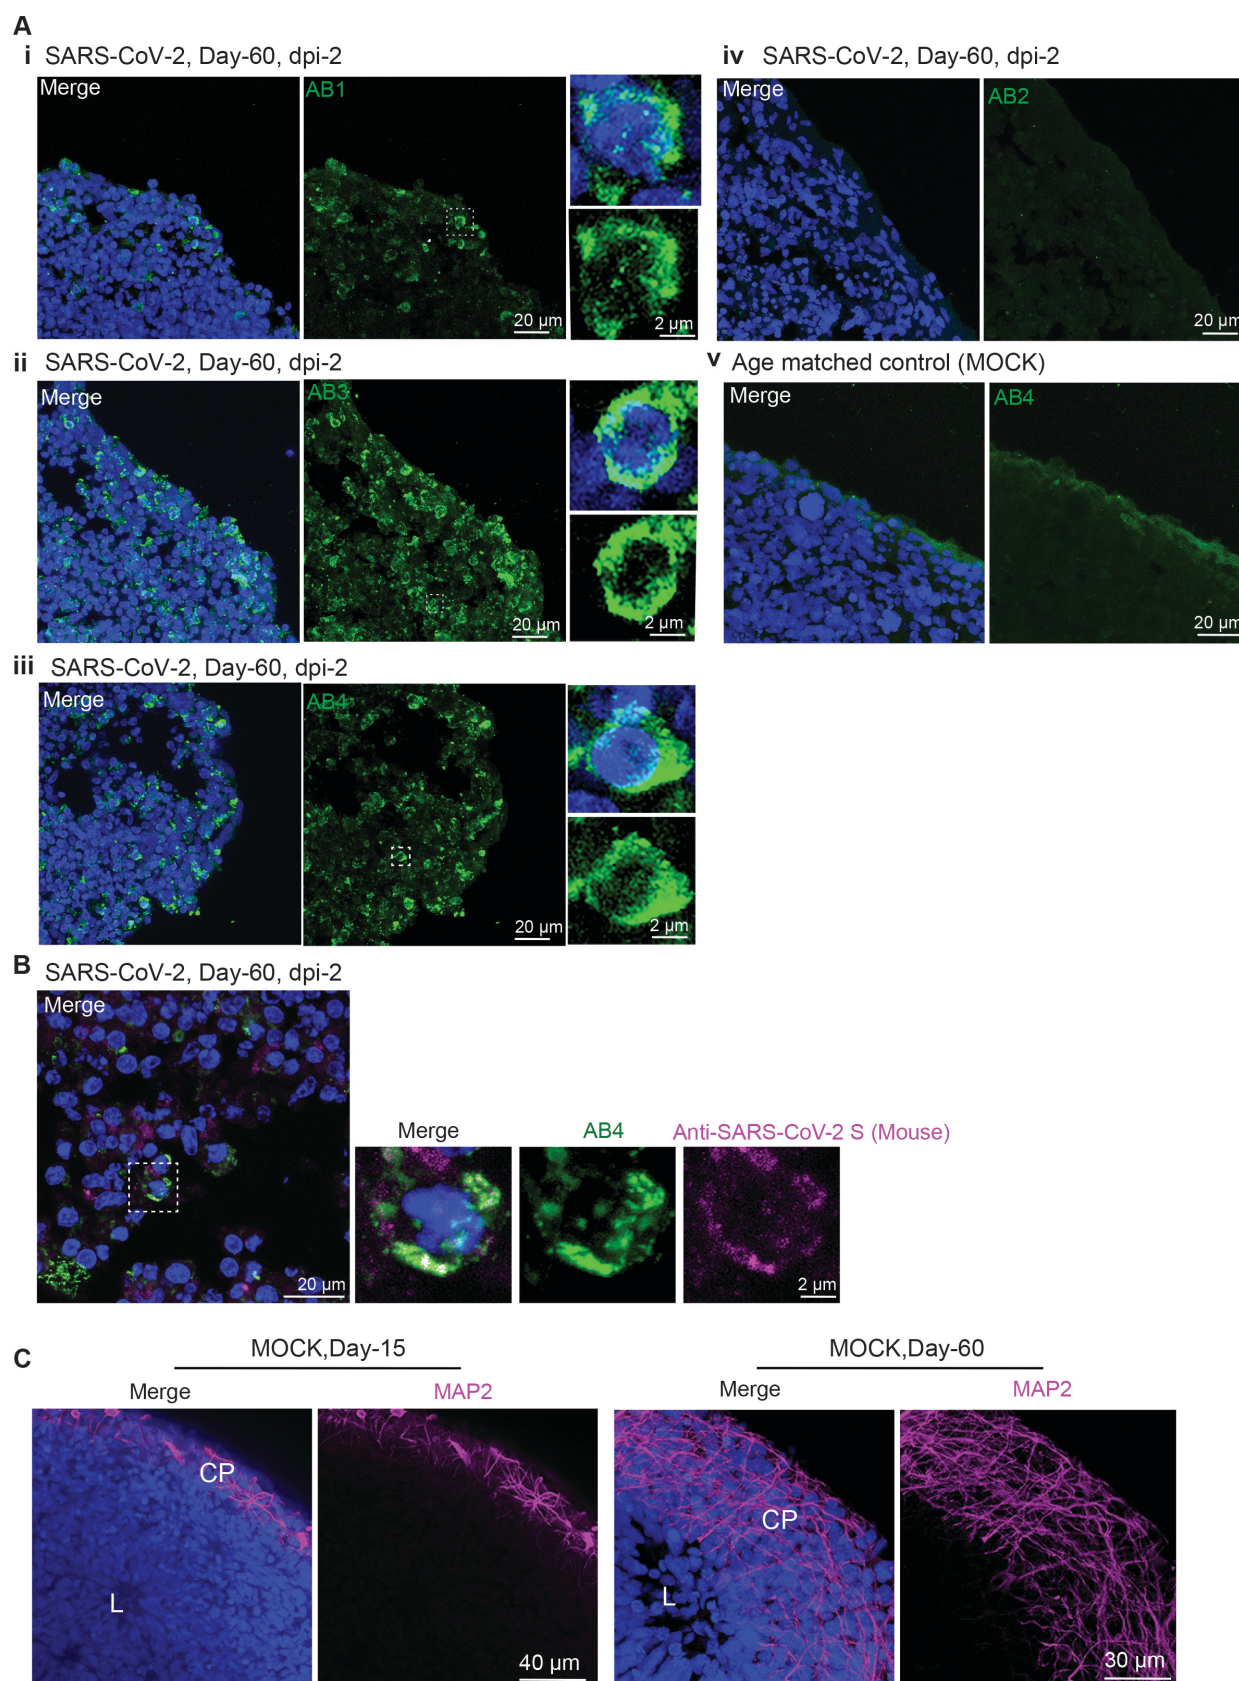 A
i SARS-CoV-2, Day-60, dpi-2
Merge
AB1
20 µm
2 µm
ii SARS-CoV-2, Day-60, dpi-2
Merge
AB3
20 µm
2 µm
iii SARS-CoV-2, Day-60, dpi-2
Merge
AB4
20 µm
2 µm
iv SARS-CoV-2, Day-60, dpi-2
Merge
AB2
20 µm
v Age matched control (MOCK)
Merge
AB4
20 µm
B SARS-CoV-2, Day-60, dpi-2
Merge
20 µm
Merge
AB4
Anti-SARS-CoV-2 S (Mouse)
2 µm
C
MOCK,Day-15
Merge
MAP2
CP
L
40 µm
MOCK,Day-60
Merge
MAP2
CP
L
30 µm